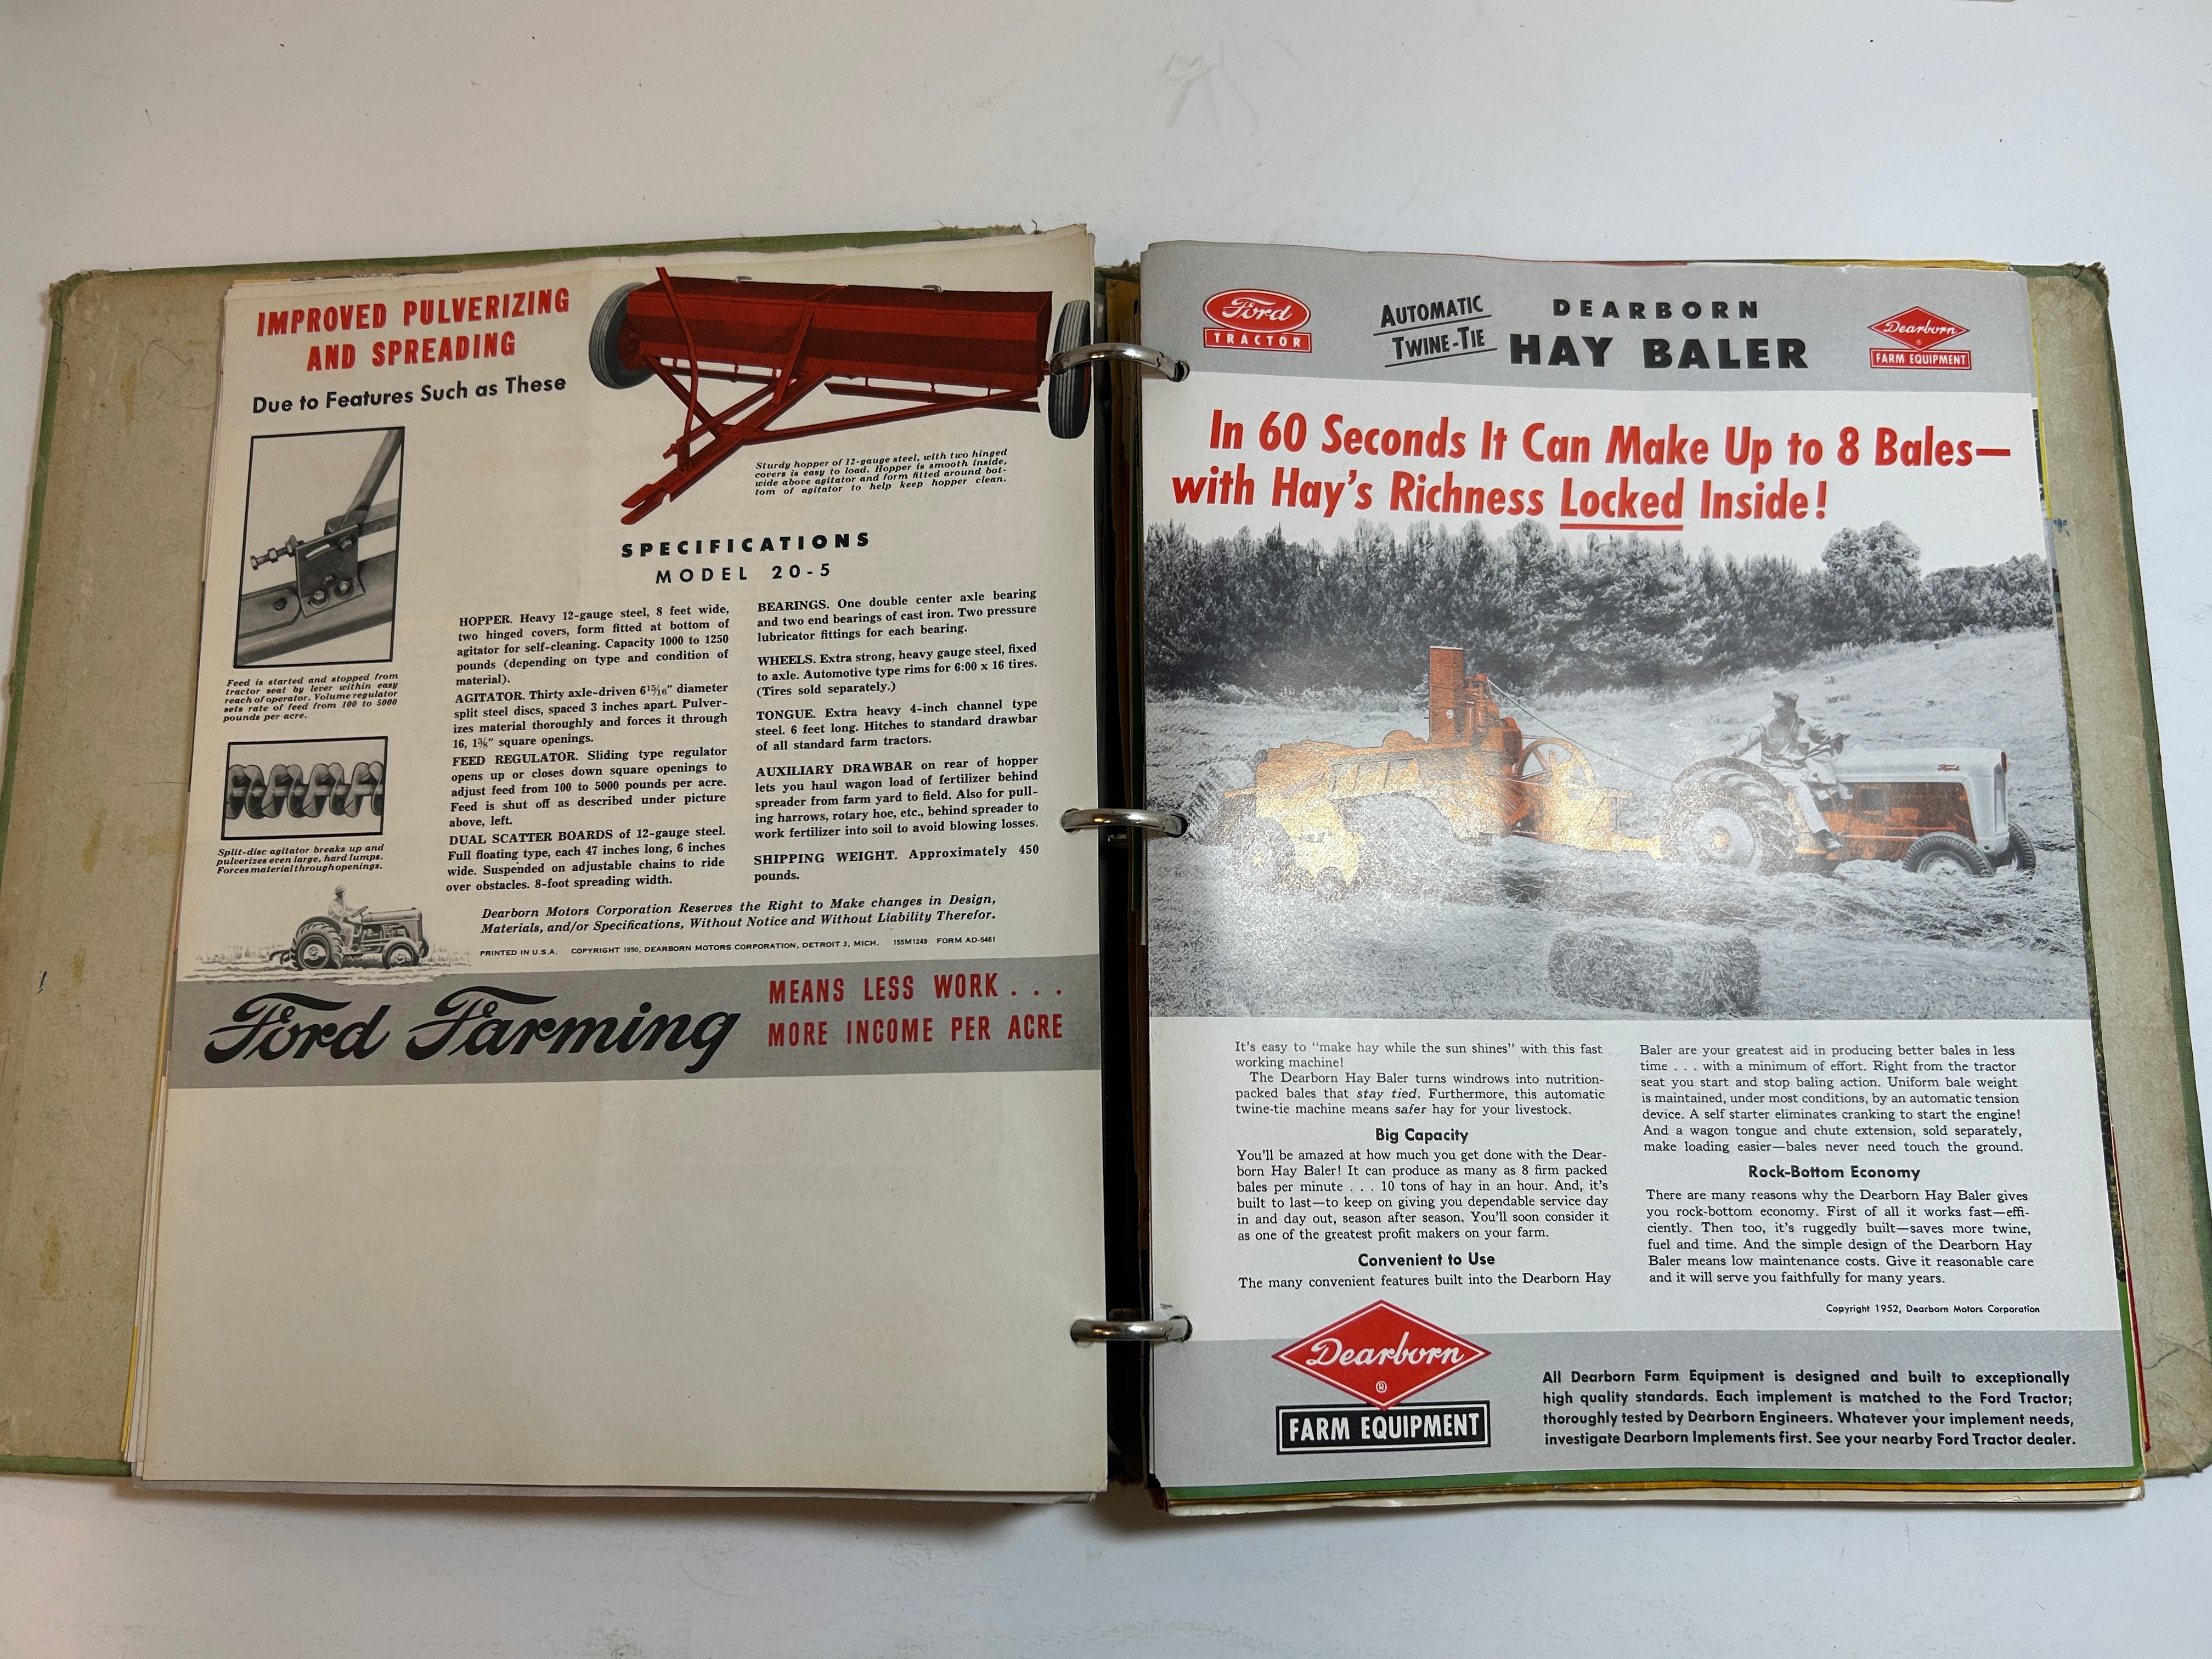 IMPROVED PULVERIZING
AND SPREADING
Due to Features Such as These
Sturdy hopper of 12-gauge steel, with two hinged
covers is easy to load. Hopper is smooth inside,
wide above agitator and form fitted around bot-
tom of agitator to help keep hopper clean.
Feed is started and stopped from
tractor seat by lever within easy
reach of operator. Volume regulator
sets rate of feed from 100 to 5000
pounds per acre.
Split-disc agitator breaks up and
pulverizes even large, hard lumps.
Forces material through openings.
SPECIFICATIONS
MODEL 20-5
HOPPER. Heavy 12-gauge steel, 8 feet wide,
two hinged covers, form fitted at bottom of
agitator for self-cleaning. Capacity 1000 to 1250
pounds (depending on type and condition of
material).
AGITATOR. Thirty axle-driven 6 15/16" diameter
split steel discs, spaced 3 inches apart. Pulver-
izes material thoroughly and forces it through
16, 1⅜" square openings.
FEED REGULATOR. Sliding type regulator
opens up or closes down square openings to
adjust feed from 100 to 5000 pounds per acre.
Feed is shut off as described under picture
above, left.
DUAL SCATTER BOARDS of 12-gauge steel.
Full floating type, each 47 inches long, 6 inches
wide. Suspended on adjustable chains to ride
over obstacles. 8-foot spreading width.
BEARINGS. One double center axle bearing
and two end bearings of cast iron. Two pressure
lubricator fittings for each bearing.
WHEELS. Extra strong, heavy gauge steel, fixed
to axle. Automotive type rims for 6:00 x 16 tires.
(Tires sold separately.)
TONGUE. Extra heavy 4-inch channel type
steel. 6 feet long. Hitches to standard drawbar
of all standard farm tractors.
AUXILIARY DRAWBAR on rear of hopper
lets you haul wagon load of fertilizer behind
spreader from farm yard to field. Also for pull-
ing harrows, rotary hoe, etc., behind spreader to
work fertilizer into soil to avoid blowing losses.
SHIPPING WEIGHT. Approximately 450
pounds.
Dearborn Motors Corporation Reserves the Right to Make changes in Design,
Materials, and/or Specifications, Without Notice and Without Liability Therefor.
PRINTED IN U.S.A. COPYRIGHT 1950, DEARBORN MOTORS CORPORATION, DETROIT 3, MICH. 155M1249 FORM AD-5461
Ford Farming
MEANS LESS WORK . . .
MORE INCOME PER ACRE
Ford
TRACTOR
AUTOMATIC
TWINE-TIE
DEARBORN
HAY BALER
Dearborn
®
FARM EQUIPMENT
In 60 Seconds It Can Make Up to 8 Bales—
with Hay's Richness Locked Inside!
Ford
It's easy to "make hay while the sun shines" with this fast
working machine!
The Dearborn Hay Baler turns windrows into nutrition-
packed bales that stay tied. Furthermore, this automatic
twine-tie machine means safer hay for your livestock.
Big Capacity
You'll be amazed at how much you get done with the Dear-
born Hay Baler! It can produce as many as 8 firm packed
bales per minute . . . 10 tons of hay in an hour. And, it's
built to last—to keep on giving you dependable service day
in and day out, season after season. You'll soon consider it
as one of the greatest profit makers on your farm.
Convenient to Use
The many convenient features built into the Dearborn Hay
Baler are your greatest aid in producing better bales in less
time . . . with a minimum of effort. Right from the tractor
seat you start and stop baling action. Uniform bale weight
is maintained, under most conditions, by an automatic tension
device. A self starter eliminates cranking to start the engine!
And a wagon tongue and chute extension, sold separately,
make loading easier—bales never need touch the ground.
Rock-Bottom Economy
There are many reasons why the Dearborn Hay Baler gives
you rock-bottom economy. First of all it works fast—effi-
ciently. Then too, it's ruggedly built—saves more twine,
fuel and time. And the simple design of the Dearborn Hay
Baler means low maintenance costs. Give it reasonable care
and it will serve you faithfully for many years.
Copyright 1952, Dearborn Motors Corporation
Dearborn
®
FARM EQUIPMENT
All Dearborn Farm Equipment is designed and built to exceptionally
high quality standards. Each implement is matched to the Ford Tractor;
thoroughly tested by Dearborn Engineers. Whatever your implement needs,
investigate Dearborn Implements first. See your nearby Ford Tractor dealer.